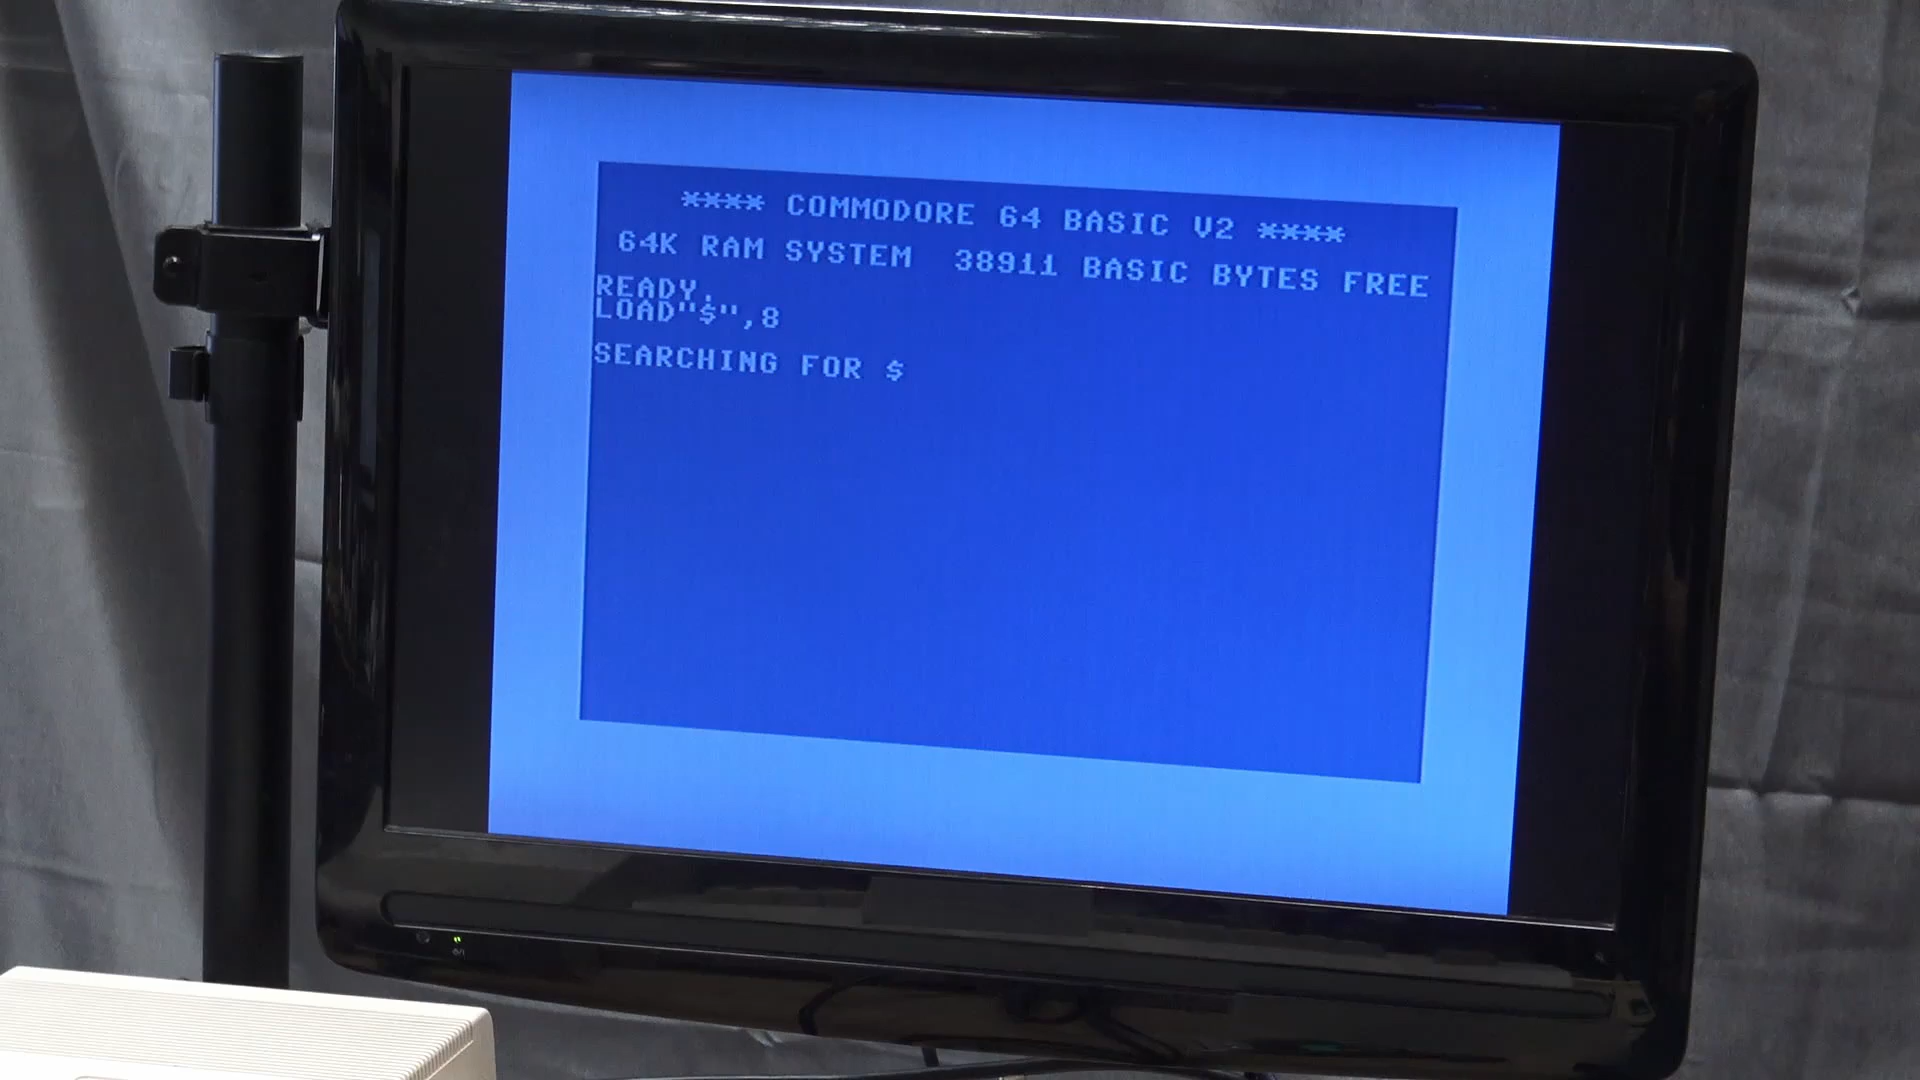 **** COMMODORE 64 BASIC V2 ****
64K RAM SYSTEM  38911 BASIC BYTES FREE
READY.
LOAD"$",8
SEARCHING FOR $